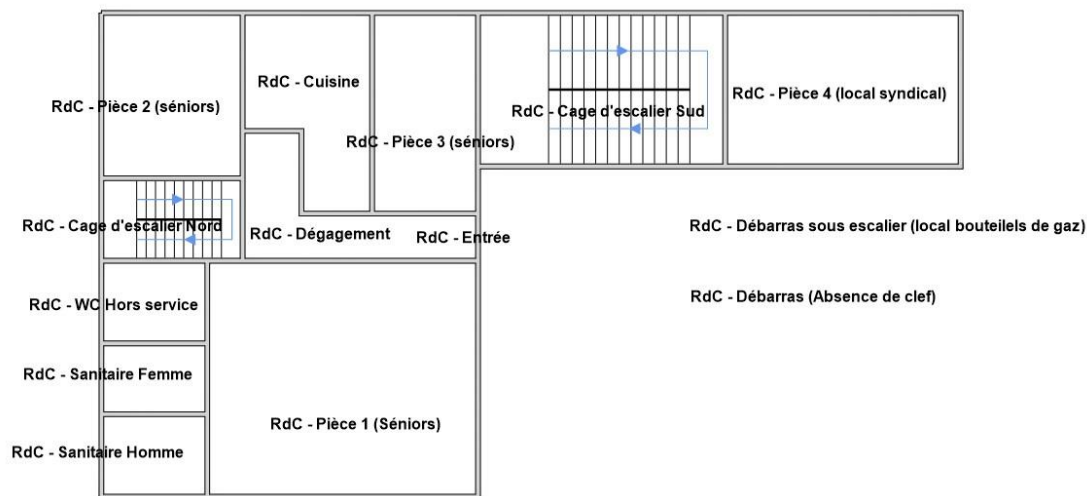 RdC - Cuisine
RdC - Pièce 2 (séniors)
RdC - Pièce 4 (local syndical)
RdC - Cage d'escalier Sud
RdC - Pièce 3 (séniors)
RdC - Cage d'escalier Nord
RdC - Dégagement
RdC - Entrée
RdC - Débarras sous escalier (local bouteilels de gaz)
RdC - WC Hors service
RdC - Débarras (Absence de clef)
RdC - Sanitaire Femme
RdC - Pièce 1 (Séniors)
RdC - Sanitaire Homme